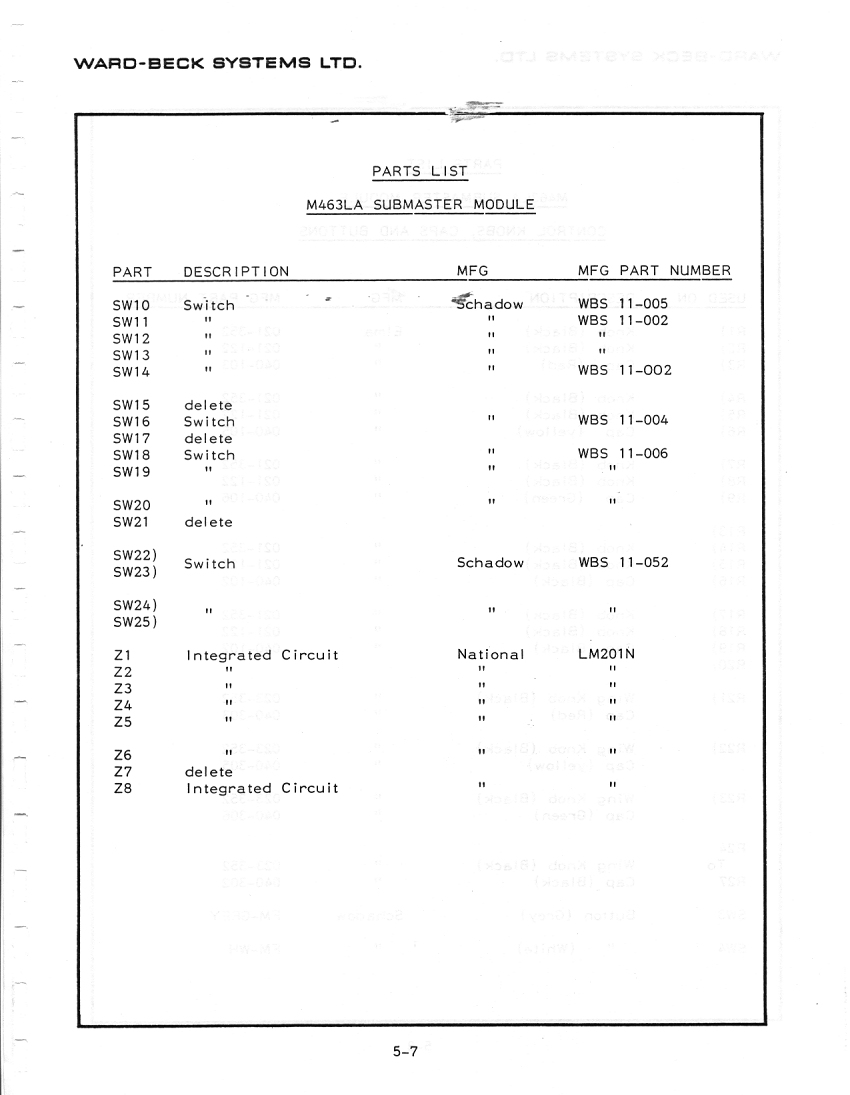 WARD-BECK SYSTEMS LTD.
PARTS LIST
M463LA SUBMASTER MODULE
PART DESCRIPTION MFG MFG PART NUMBER
SW10 Switch Schadow WBS 11-005
SW11 " " WBS 11-002
SW12 " " "
SW13 " " "
SW14 " " WBS 11-002
SW15 delete
SW16 Switch " WBS 11-004
SW17 delete
SW18 Switch " WBS 11-006
SW19 " " "
SW20 " " "
SW21 delete
SW22)
SW23) Switch Schadow WBS 11-052
SW24)
SW25) " " "
Z1 Integrated Circuit National LM201N
Z2 " " "
Z3 " " "
Z4 " " "
Z5 " " "
Z6 " " "
Z7 delete
Z8 Integrated Circuit " "
5-7